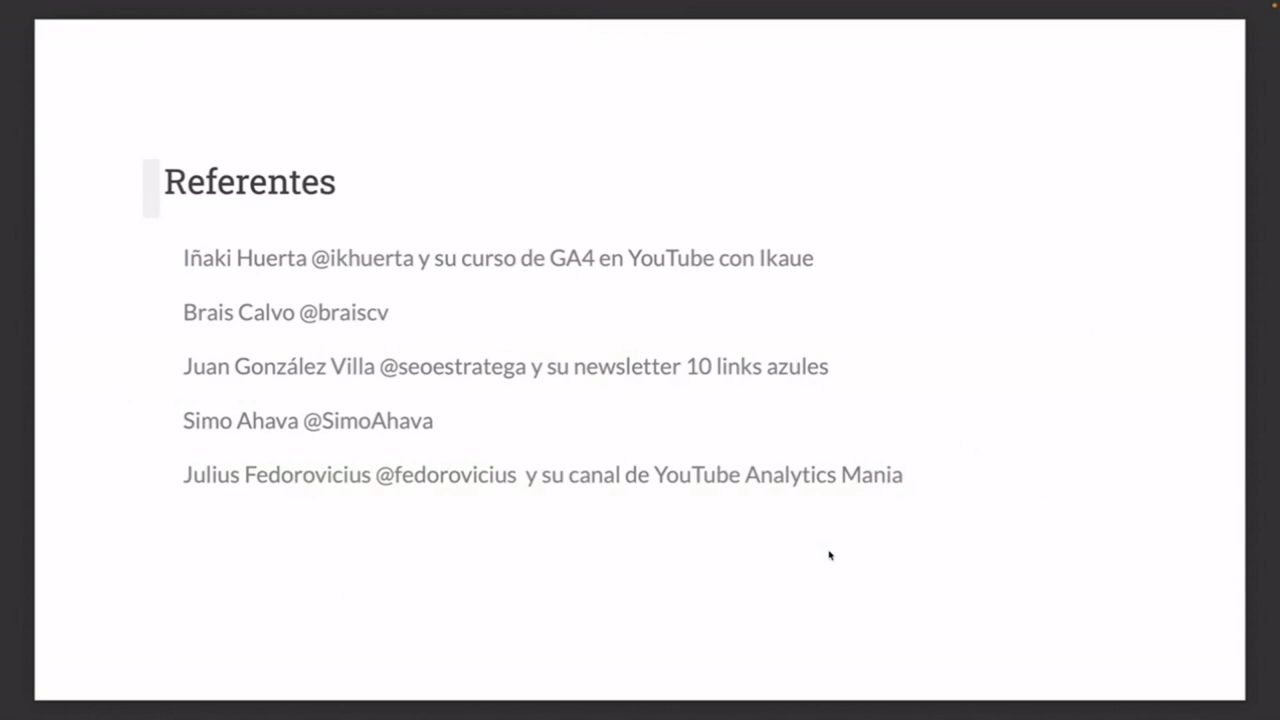 Referentes
Iñaki Huerta @ikhuerta y su curso de GA4 en YouTube con Ikaue
Brais Calvo @braiscv
Juan González Villa @seoestratega y su newsletter 10 links azules
Simo Ahava @SimoAhava
Julius Fedorovicius @fedorovicius y su canal de YouTube Analytics Mania